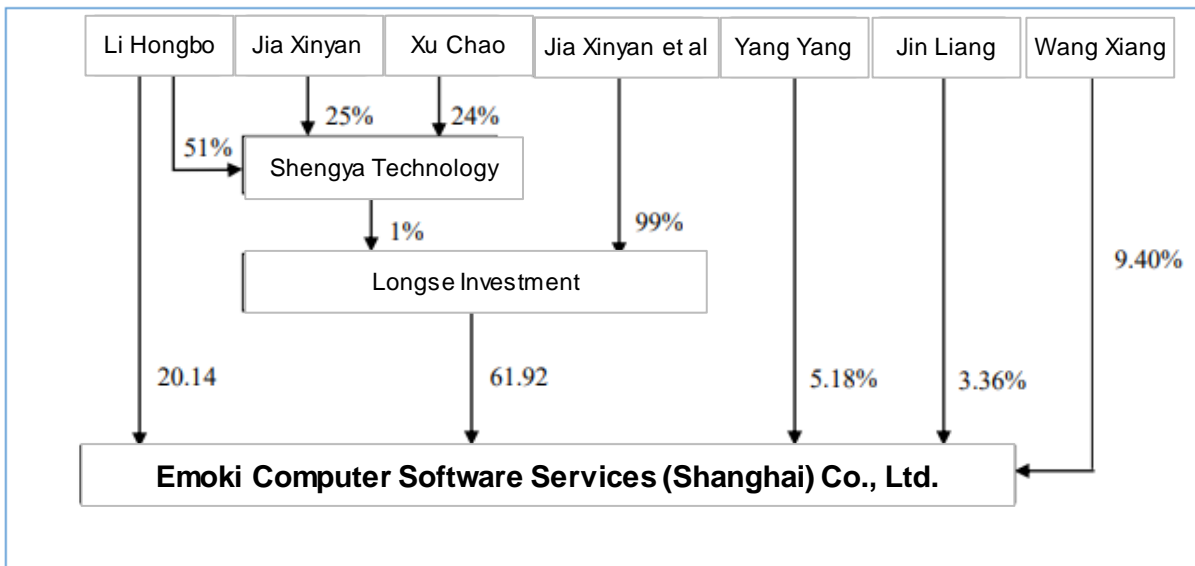 Li Hongbo
Jia Xinyan
Xu Chao
Jia Xinyan et al
Yang Yang
Jin Liang
Wang Xiang
25%
24%
51%
Shengya Technology
1%
99%
9.40%
Longse Investment
20.14
61.92
5.18%
3.36%
Emoki Computer Software Services (Shanghai) Co., Ltd.